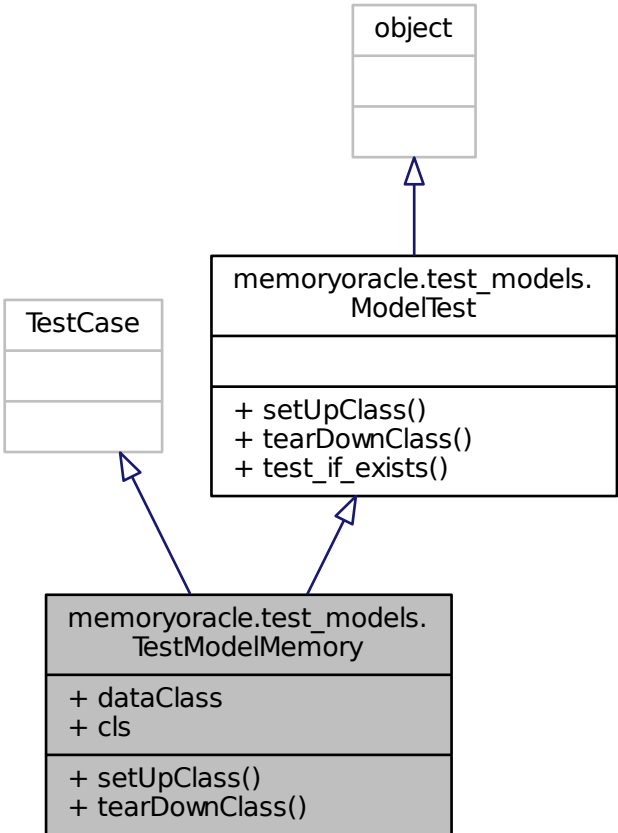 object
memoryoracle.test_models.
ModelTest
+ setUpClass()
+ tearDownClass()
+ test_if_exists()
TestCase
memoryoracle.test_models.
TestModelMemory
+ dataClass
+ cls
+ setUpClass()
+ tearDownClass()